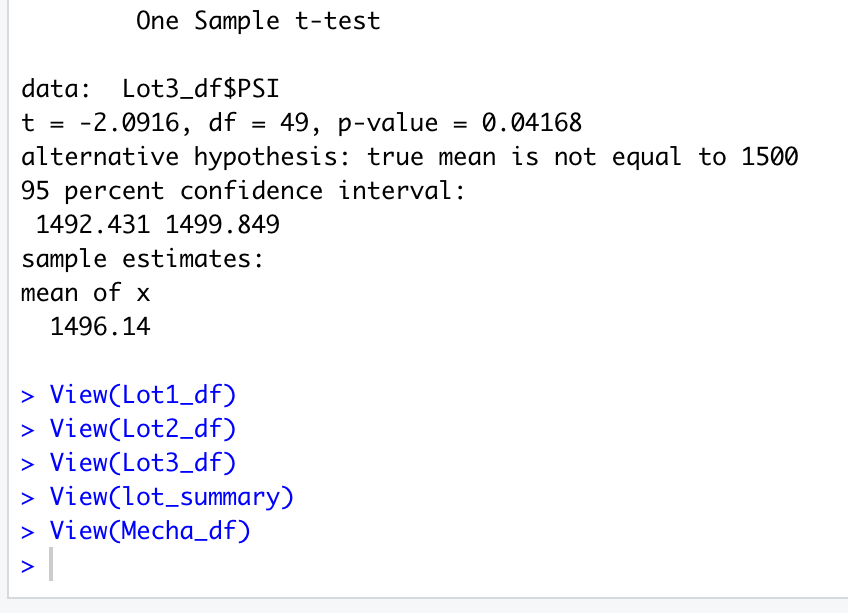 One Sample t-test
data:  Lot3_df$PSI
t = -2.0916, df = 49, p-value = 0.04168
alternative hypothesis: true mean is not equal to 1500
95 percent confidence interval:
 1492.431 1499.849
sample estimates:
mean of x
  1496.14
> View(Lot1_df)
> View(Lot2_df)
> View(Lot3_df)
> View(lot_summary)
> View(Mecha_df)
>